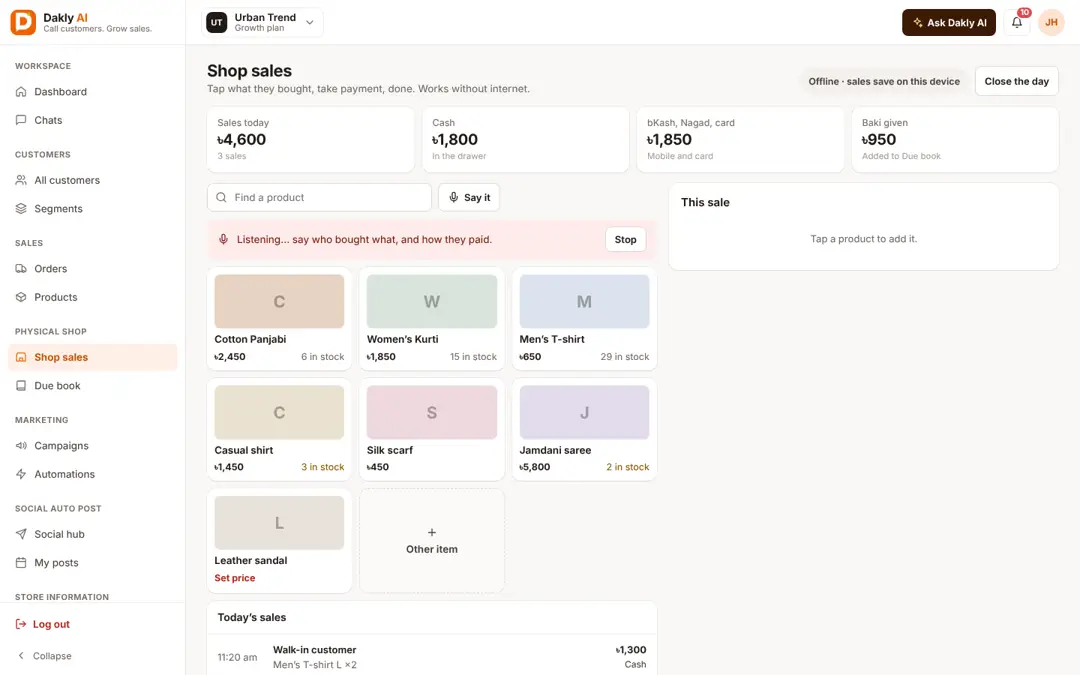 Dakly AI
Call customers. Grow sales.
UT
Urban Trend
Growth plan
Ask Dakly AI
10
JH
WORKSPACE
Dashboard
Chats
CUSTOMERS
All customers
Segments
SALES
Orders
Products
PHYSICAL SHOP
Shop sales
Due book
MARKETING
Campaigns
Automations
SOCIAL AUTO POST
Social hub
My posts
STORE INFORMATION
Log out
Collapse
Shop sales
Tap what they bought, take payment, done. Works without internet.
Offline · sales save on this device
Close the day
Sales today
৳4,600
3 sales
Cash
৳1,800
In the drawer
bKash, Nagad, card
৳1,850
Mobile and card
Baki given
৳950
Added to Due book
Find a product
Say it
Listening... say who bought what, and how they paid.
Stop
C
Cotton Panjabi
৳2,450 6 in stock
W
Women’s Kurti
৳1,850 15 in stock
M
Men’s T-shirt
৳650 29 in stock
C
Casual shirt
৳1,450 3 in stock
S
Silk scarf
৳450
J
Jamdani saree
৳5,800 2 in stock
L
Leather sandal
Set price
+
Other item
This sale
Tap a product to add it.
Today’s sales
11:20 am
Walk-in customer
Men’s T-shirt L ×2
৳1,300
Cash